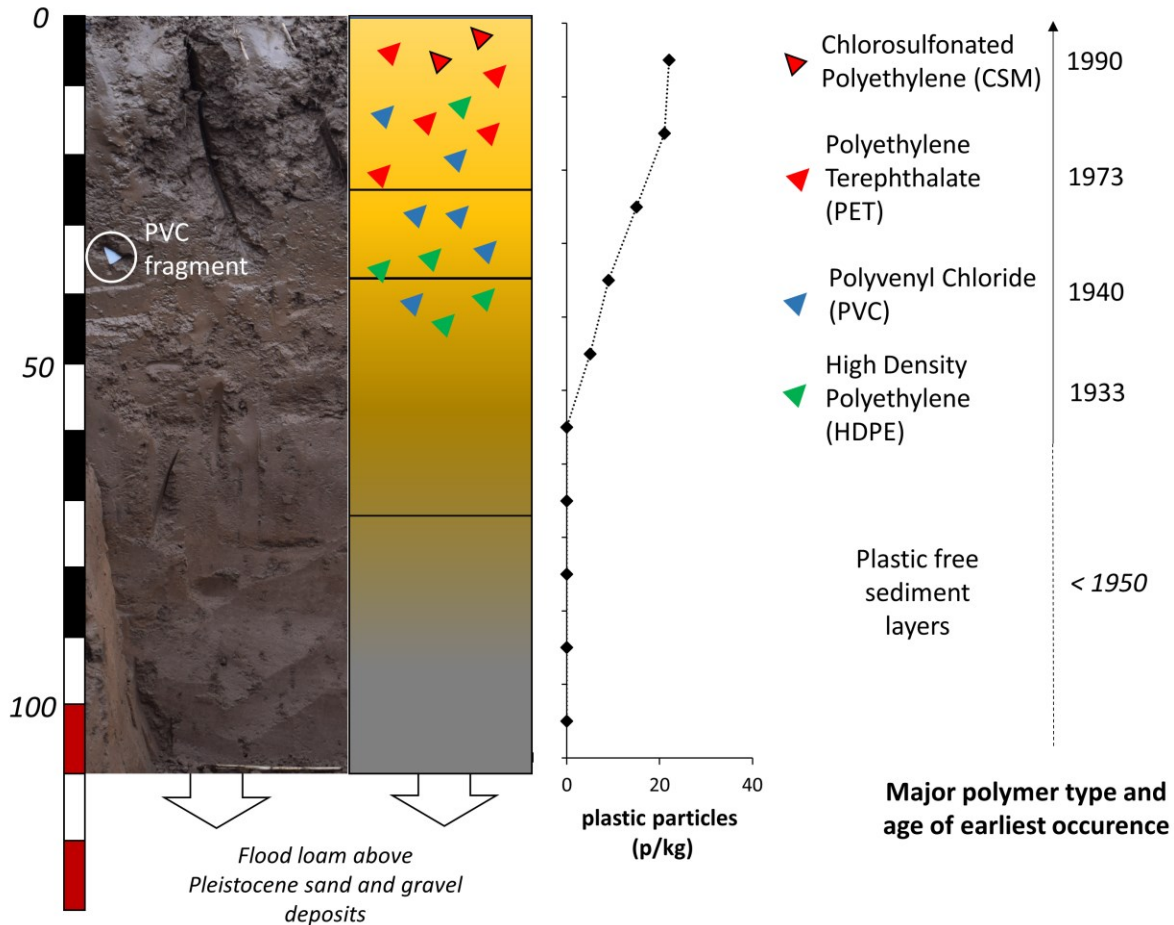 0
50
100
PVC
fragment
Flood loam above
Pleistocene sand and gravel
deposits
0
20
40
plastic particles
(p/kg)
Chlorosulfonated
Polyethylene (CSM)
1990
Polyethylene
Terephthalate
(PET)
1973
Polyvenyl Chloride
(PVC)
1940
High Density
Polyethylene
(HDPE)
1933
Plastic free
sediment
layers
< 1950
Major polymer type and
age of earliest occurence